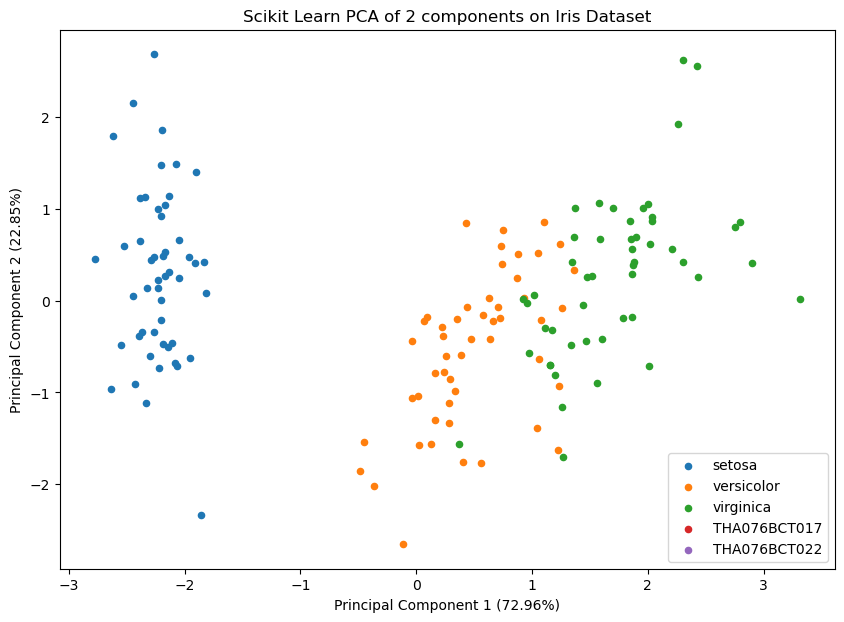 Scikit Learn PCA of 2 components on Iris Dataset
Principal Component 2 (22.85%)
2
1
0
−1
−2
setosa
versicolor
virginica
THA076BCT017
THA076BCT022
−3
−2
−1
0
1
2
3
Principal Component 1 (72.96%)